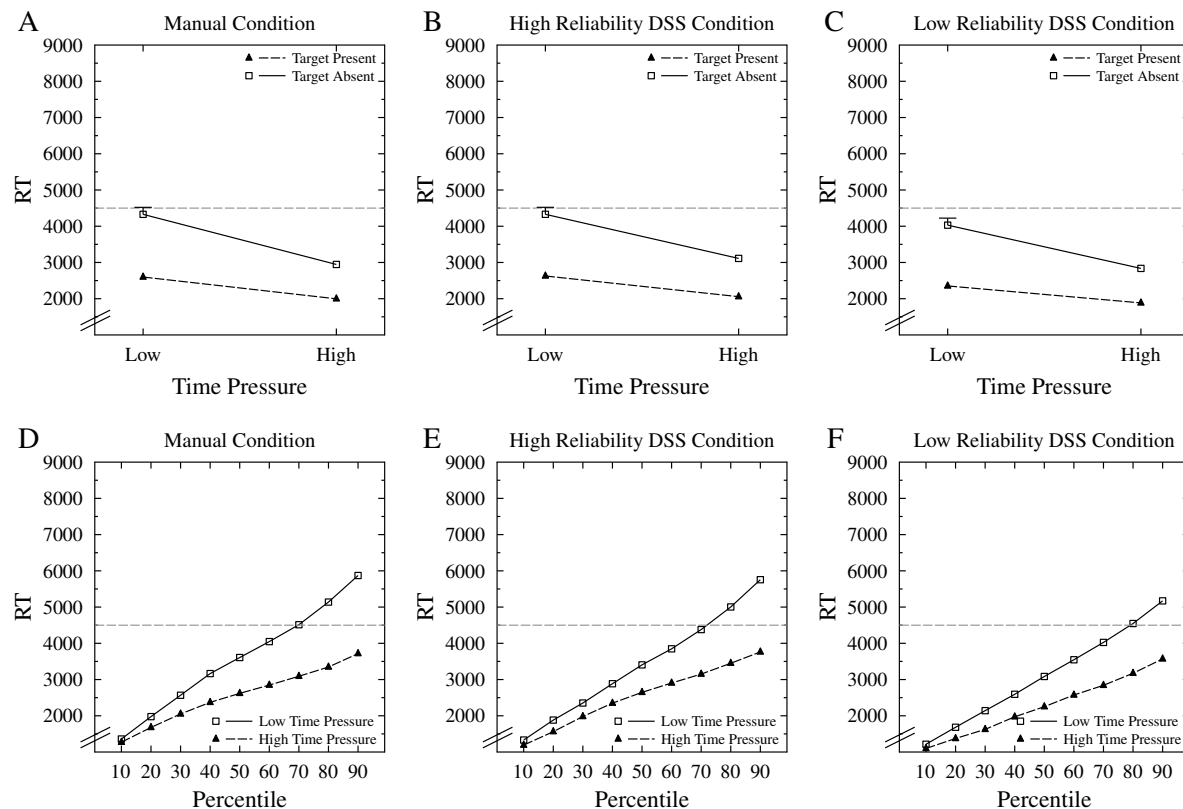 A
Manual Condition
9000
8000
7000
6000
5000
4000
3000
2000
RT
Target Present
Target Absent
Low
High
Time Pressure
B
High Reliability DSS Condition
9000
8000
7000
6000
5000
4000
3000
2000
RT
Target Present
Target Absent
Low
High
Time Pressure
C
Low Reliability DSS Condition
9000
8000
7000
6000
5000
4000
3000
2000
RT
Target Present
Target Absent
Low
High
Time Pressure
D
Manual Condition
9000
8000
7000
6000
5000
4000
3000
2000
RT
Low Time Pressure
High Time Pressure
10 20 30 40 50 60 70 80 90
Percentile
E
High Reliability DSS Condition
9000
8000
7000
6000
5000
4000
3000
2000
RT
Low Time Pressure
High Time Pressure
10 20 30 40 50 60 70 80 90
Percentile
F
Low Reliability DSS Condition
9000
8000
7000
6000
5000
4000
3000
2000
RT
Low Time Pressure
High Time Pressure
10 20 30 40 50 60 70 80 90
Percentile